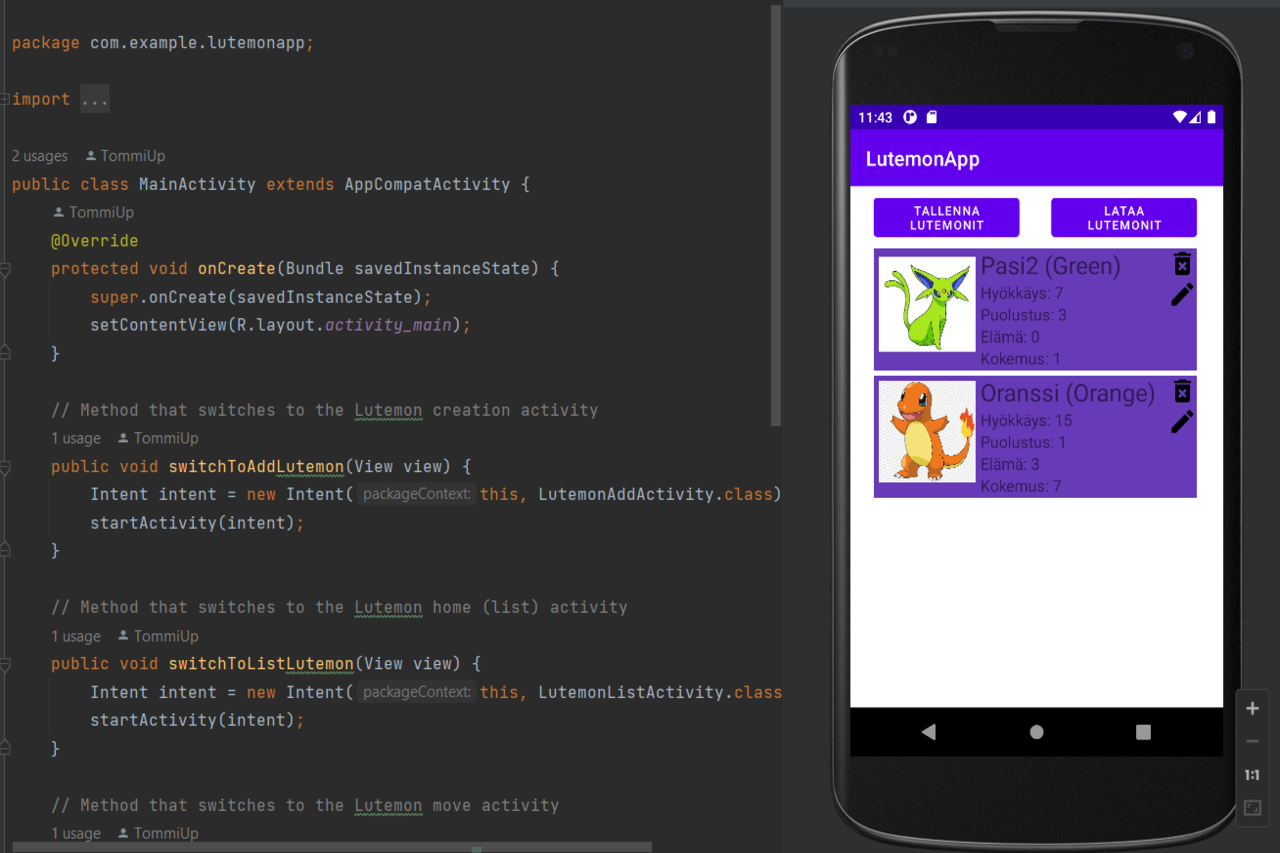 package com.example.lutemonapp;
import ...
2 usages TommiUp
public class MainActivity extends AppCompatActivity {
TommiUp
@Override
protected void onCreate(Bundle savedInstanceState) {
super.onCreate(savedInstanceState);
setContentView(R.layout.activity_main);
}
// Method that switches to the Lutemon creation activity
1 usage TommiUp
public void switchToAddLutemon(View view) {
Intent intent = new Intent( packageContext: this, LutemonAddActivity.class)
startActivity(intent);
}
// Method that switches to the Lutemon home (list) activity
1 usage TommiUp
public void switchToListLutemon(View view) {
Intent intent = new Intent( packageContext: this, LutemonListActivity.class
startActivity(intent);
}
// Method that switches to the Lutemon move activity
1 usage TommiUp
11:43
LutemonApp
TALLENNA
LUTEMONIT
LATAA
LUTEMONIT
Pasi2 (Green)
Hyökkäys: 7
Puolustus: 3
Elämä: 0
Kokemus: 1
Oranssi (Orange)
Hyökkäys: 15
Puolustus: 1
Elämä: 3
Kokemus: 7
1:1